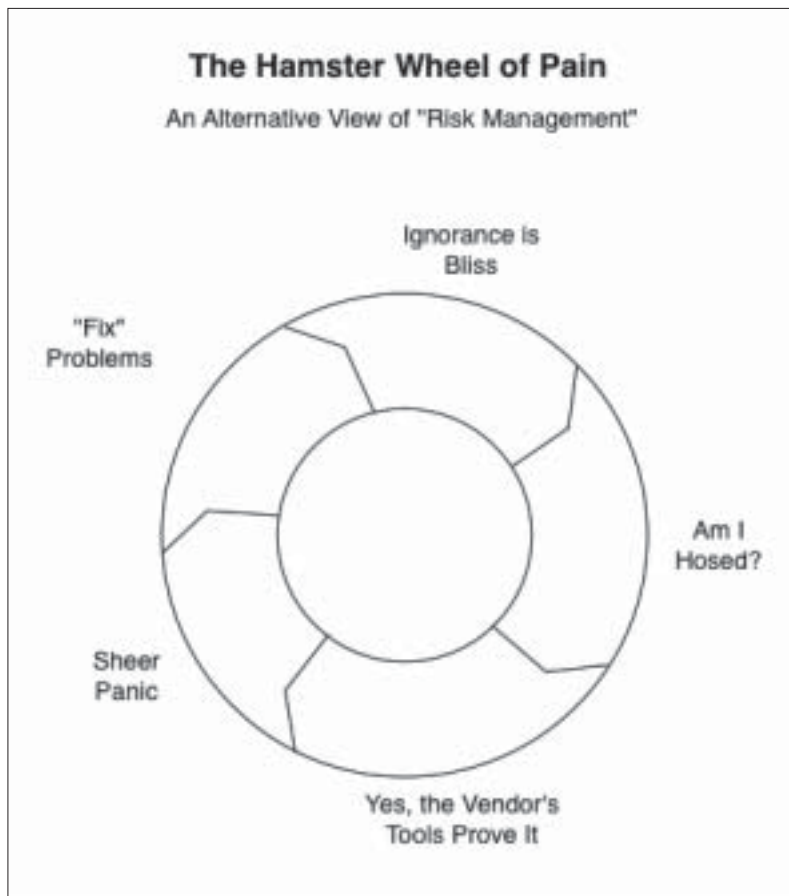 The Hamster Wheel of Pain
An Alternative View of "Risk Management"
Ignorance is
Bliss
Am I
Hosed?
Yes, the Vendor's
Tools Prove It
Sheer
Panic
"Fix"
Problems